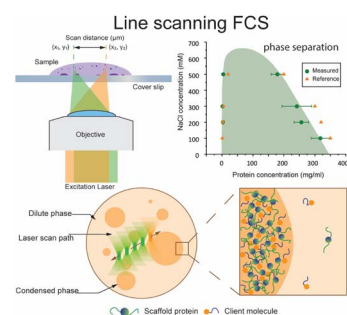 Line scanning FCS
Scan distance (μm)
(x₁, y₁)
(x₂, y₂)
Sample
Cover slip
Objective
Excitation Laser
phase separation
Measured
Reference
NaCl concentration (mM)
700
600
500
400
300
200
100
0
0 100 200 300 400
Protein concentration (mg/ml)
Dilute phase
Laser scan path
Condensed phase
Scaffold protein
Client molecule